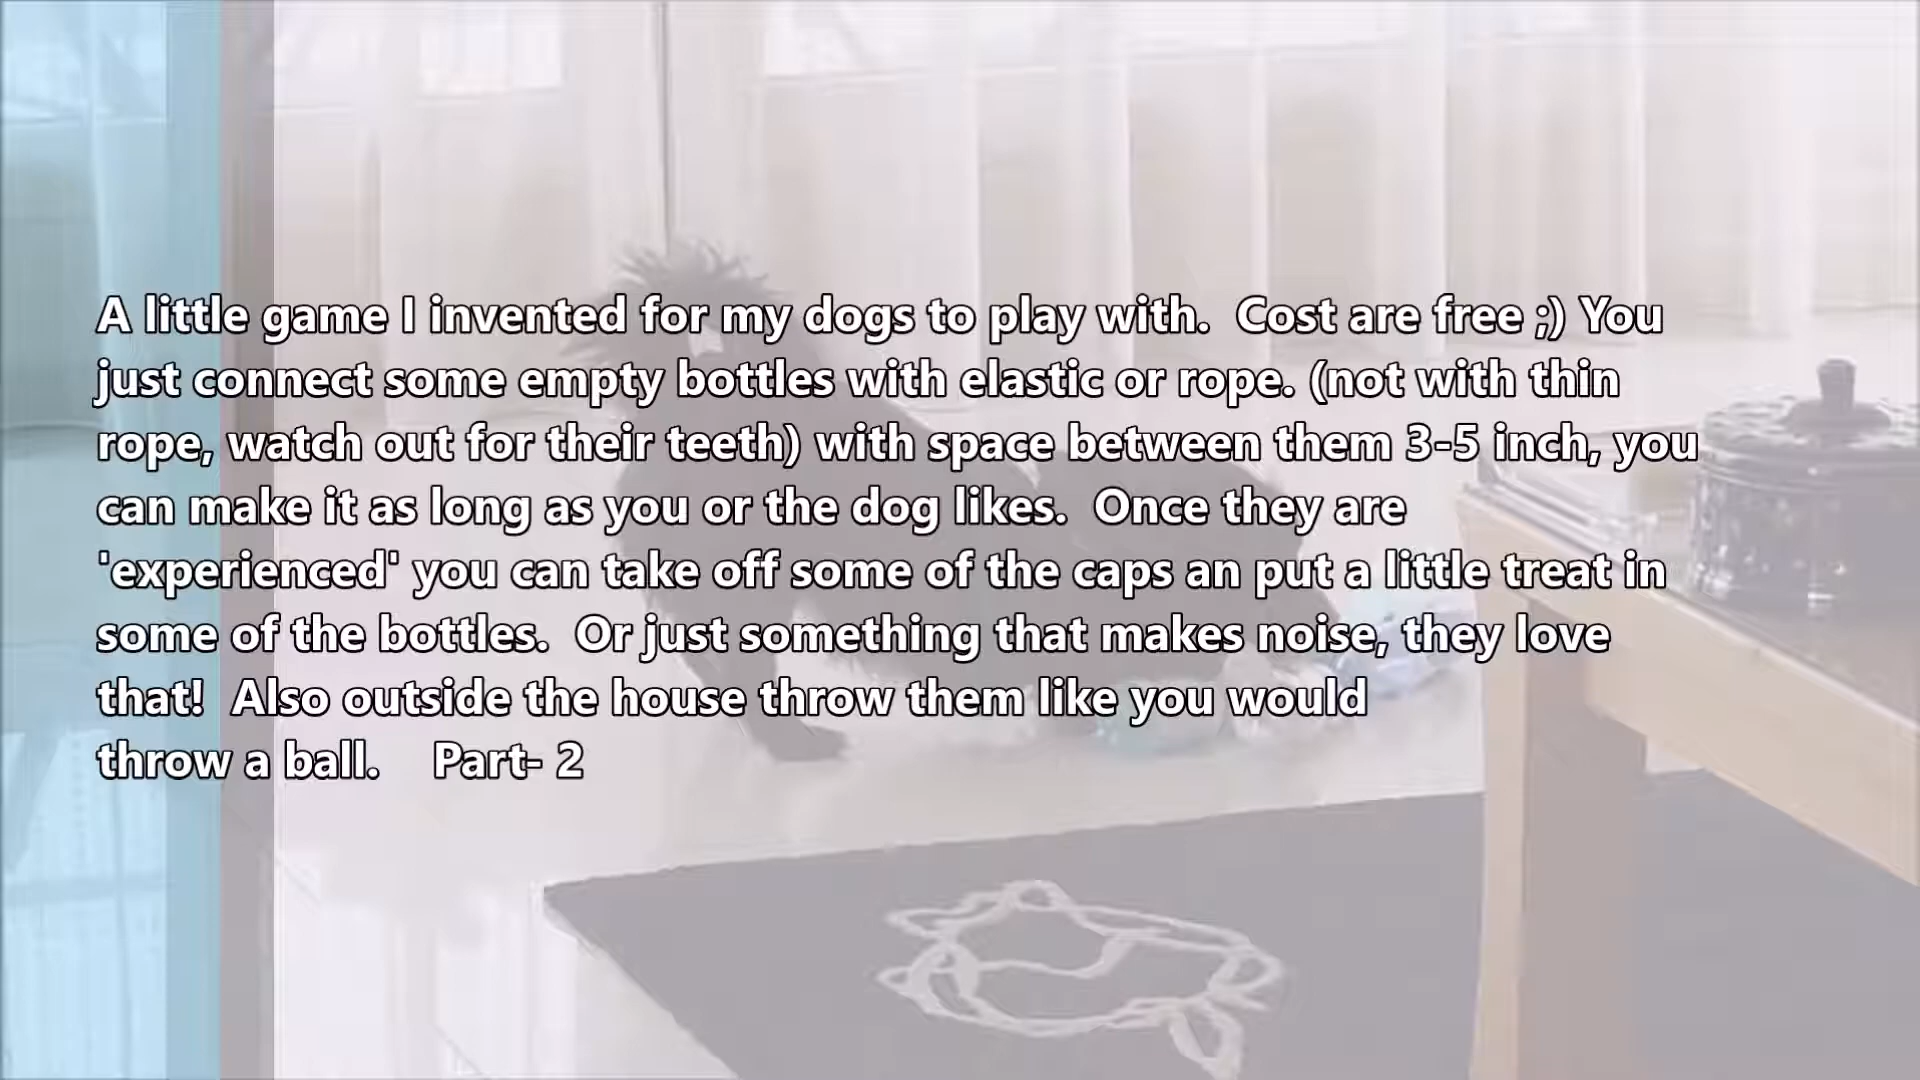 A little game I invented for my dogs to play with.  Cost are free ;) You
just connect some empty bottles with elastic or rope. (not with thin
rope, watch out for their teeth) with space between them 3-5 inch, you
can make it as long as you or the dog likes.  Once they are
'experienced' you can take off some of the caps an put a little treat in
some of the bottles.  Or just something that makes noise, they love
that!  Also outside the house throw them like you would
throw a ball.    Part- 2